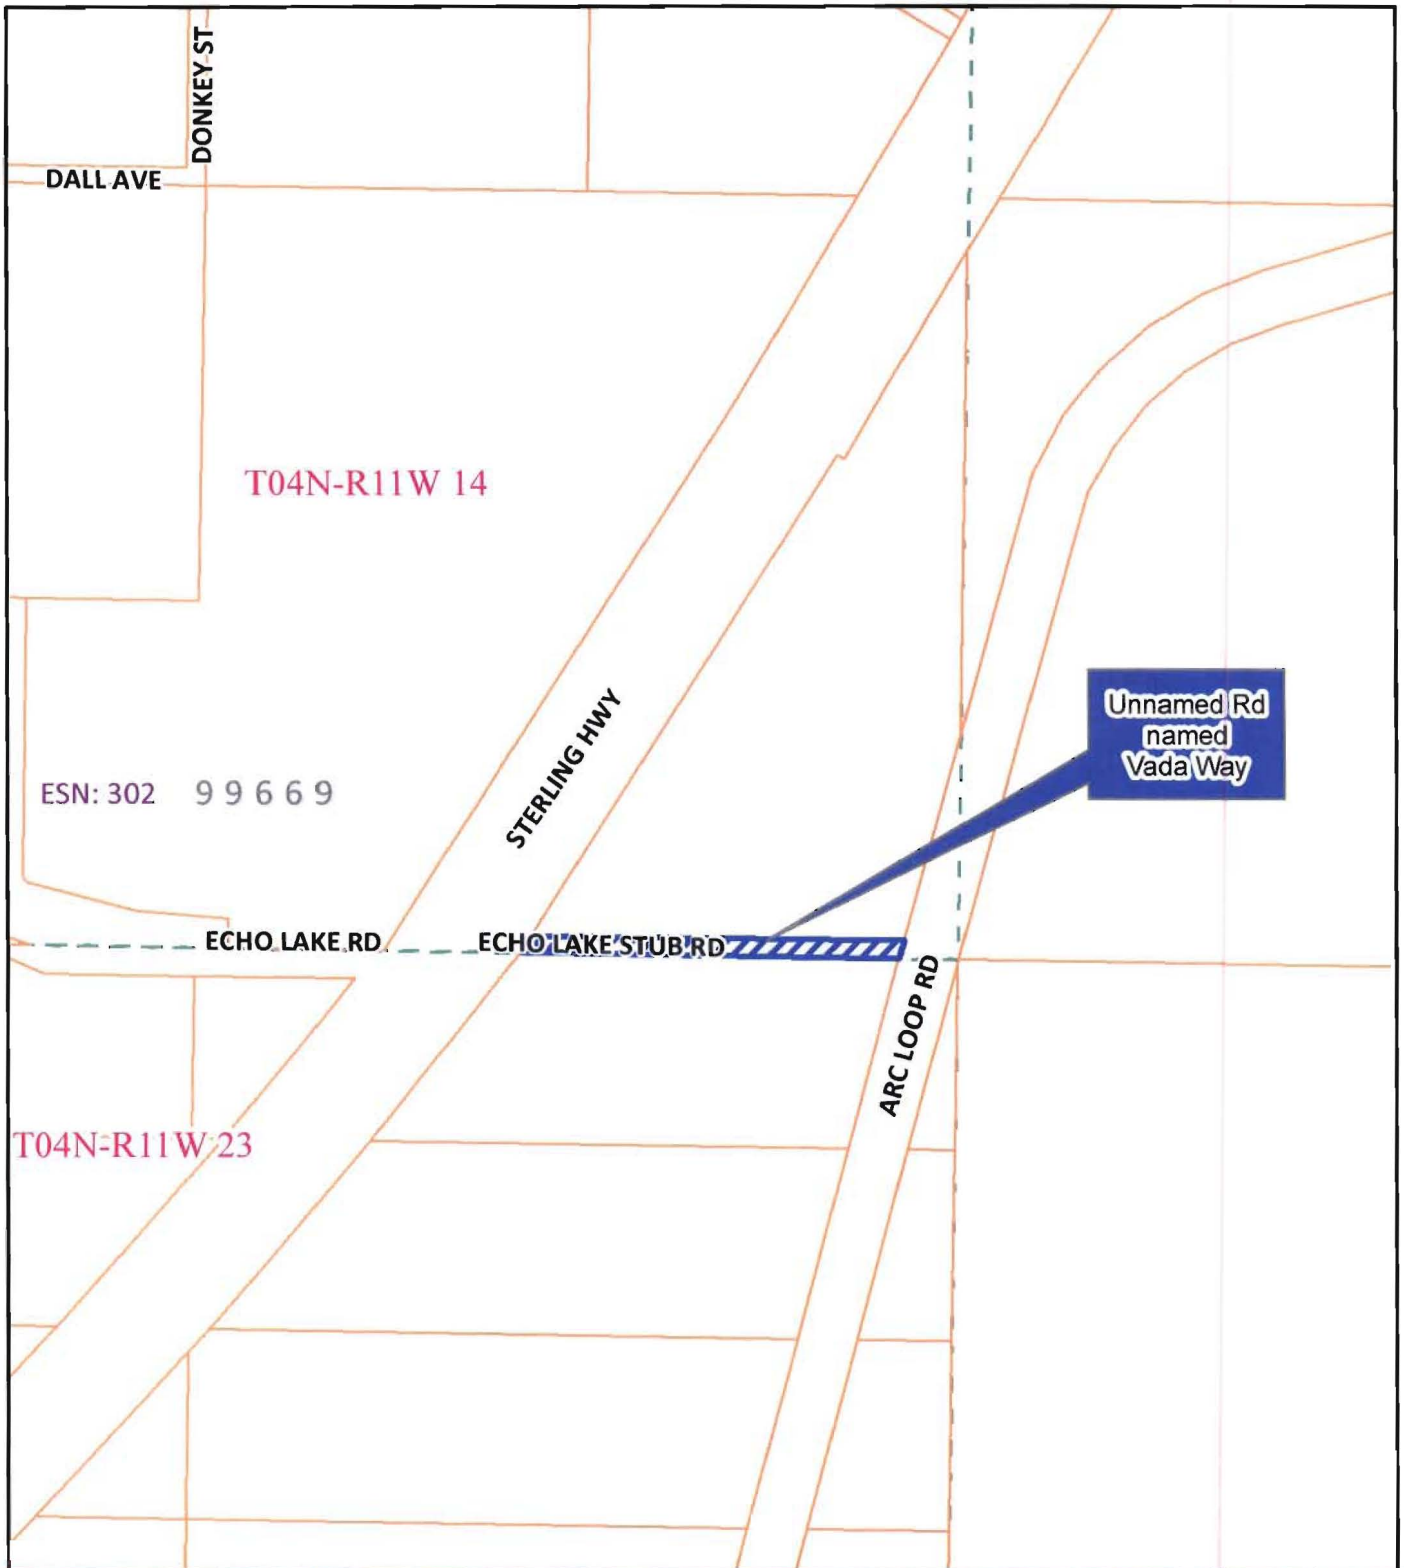 DONKEY ST
DALL AVE
T04N-R11W 14
STERLING HWY
Unnamed Rd
named
Vada Way
ESN: 302
99669
ECHO LAKE RD
ECHO LAKE STUB RD
ARC LOOP RD
T04N-R11W 23